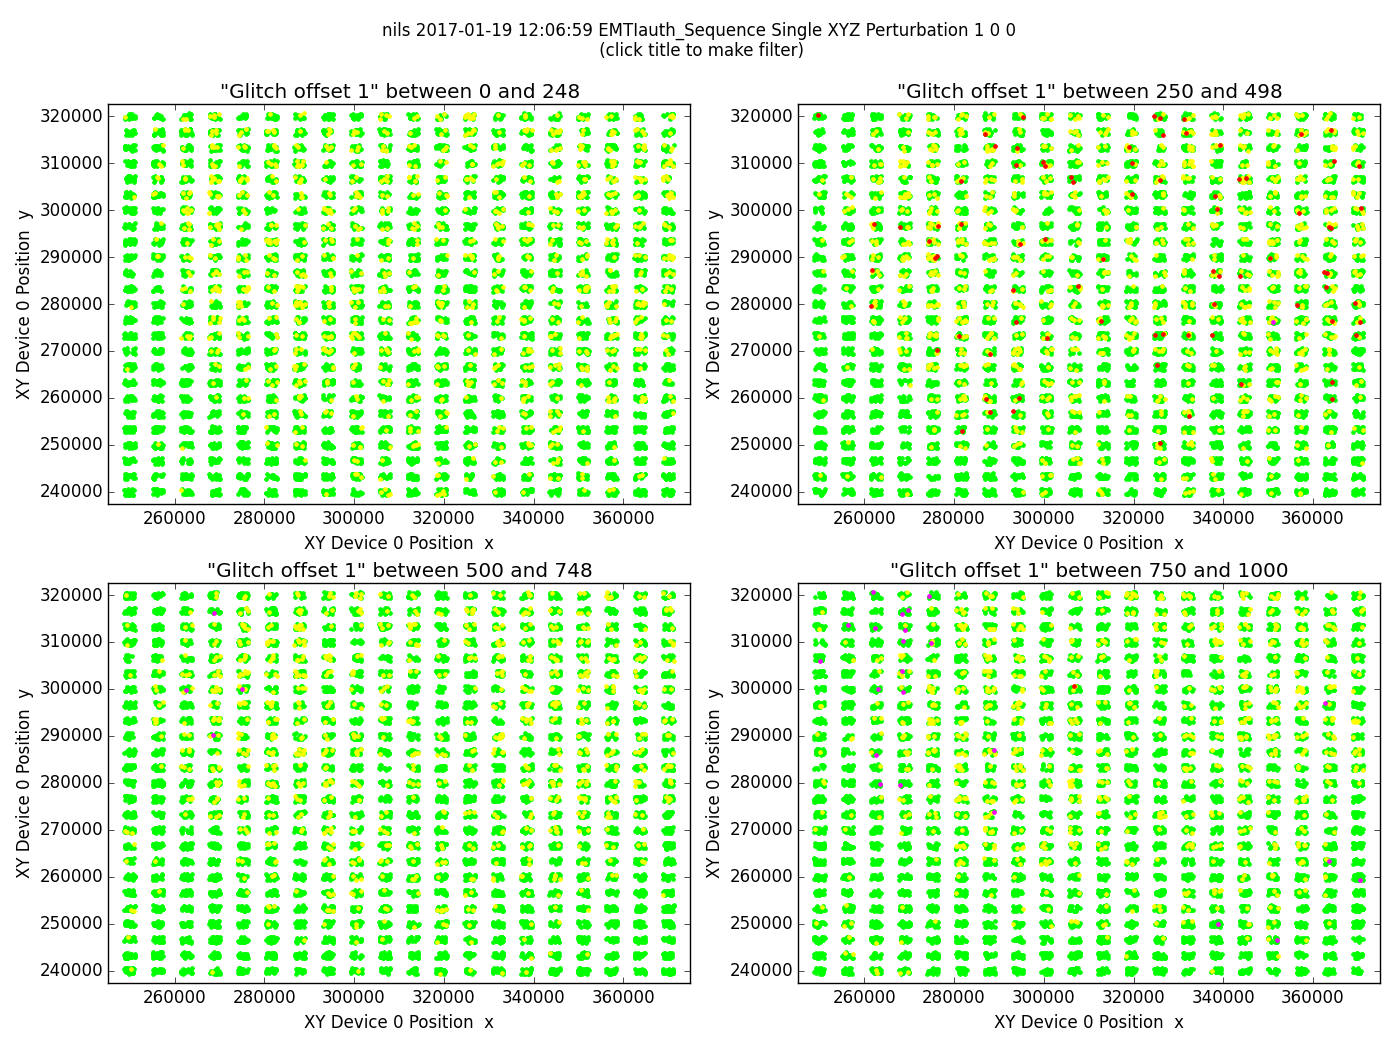 nils 2017-01-19 12:06:59 EMTIauth_Sequence Single XYZ Perturbation 1 0 0
(click title to make filter)
"Glitch offset 1" between 0 and 248
320000
310000
300000
290000
280000
270000
260000
250000
240000
XY Device 0 Position  y
260000 280000 300000 320000 340000 360000
XY Device 0 Position  x
"Glitch offset 1" between 250 and 498
320000
310000
300000
290000
280000
270000
260000
250000
240000
XY Device 0 Position  y
260000 280000 300000 320000 340000 360000
XY Device 0 Position  x
"Glitch offset 1" between 500 and 748
320000
310000
300000
290000
280000
270000
260000
250000
240000
XY Device 0 Position  y
260000 280000 300000 320000 340000 360000
XY Device 0 Position  x
"Glitch offset 1" between 750 and 1000
320000
310000
300000
290000
280000
270000
260000
250000
240000
XY Device 0 Position  y
260000 280000 300000 320000 340000 360000
XY Device 0 Position  x